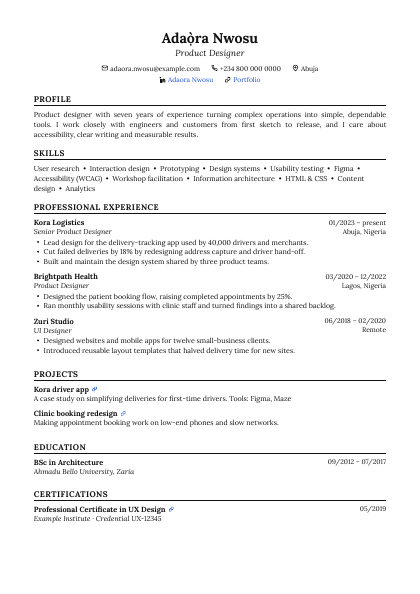 Adaọ̀ra Nwosu
Product Designer
adaora.nwosu@example.com +234 800 000 0000 Abuja
Adaora Nwosu Portfolio
PROFILE
Product designer with seven years of experience turning complex operations into simple, dependable
tools. I work closely with engineers and customers from first sketch to release, and I care about
accessibility, clear writing and measurable results.
SKILLS
User research • Interaction design • Prototyping • Design systems • Usability testing • Figma •
Accessibility (WCAG) • Workshop facilitation • Information architecture • HTML & CSS • Content
design • Analytics
PROFESSIONAL EXPERIENCE
Kora Logistics 01/2023 – present
Senior Product Designer Abuja, Nigeria
• Lead design for the delivery-tracking app used by 40,000 drivers and merchants.
• Cut failed deliveries by 18% by redesigning address capture and driver hand-off.
• Built and maintain the design system shared by three product teams.
Brightpath Health 03/2020 – 12/2022
Product Designer Lagos, Nigeria
• Designed the patient booking flow, raising completed appointments by 25%.
• Ran monthly usability sessions with clinic staff and turned findings into a shared backlog.
Zuri Studio 06/2018 – 02/2020
UI Designer Remote
• Designed websites and mobile apps for twelve small-business clients.
• Introduced reusable layout templates that halved delivery time for new sites.
PROJECTS
Kora driver app
A case study on simplifying deliveries for first-time drivers. Tools: Figma, Maze
Clinic booking redesign
Making appointment booking work on low-end phones and slow networks.
EDUCATION
BSc in Architecture 09/2012 – 07/2017
Ahmadu Bello University, Zaria
CERTIFICATIONS
Professional Certificate in UX Design 05/2019
Example Institute · Credential UX-12345